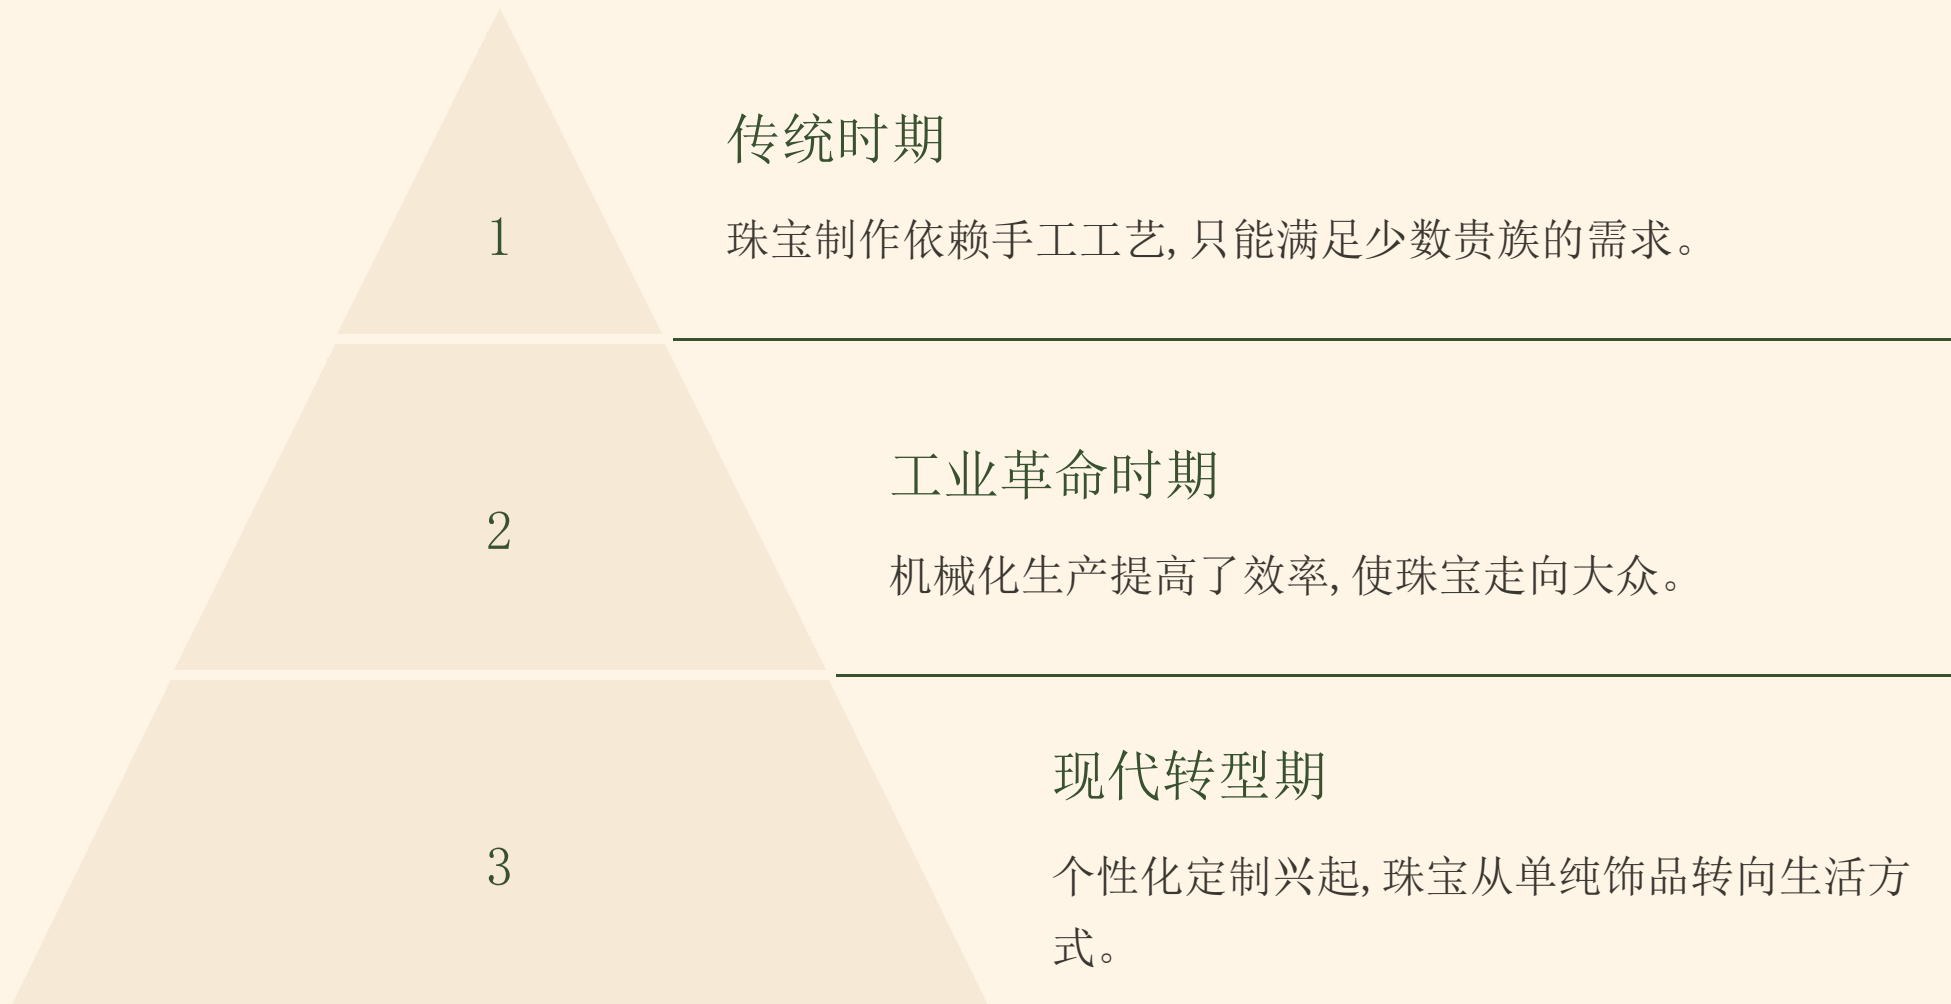 1
传统时期
珠宝制作依赖手工工艺, 只能满足少数贵族的需求。
2
工业革命时期
机械化生产提高了效率, 使珠宝走向大众。
3
现代转型期
个性化定制兴起, 珠宝从单纯饰品转向生活方
式。